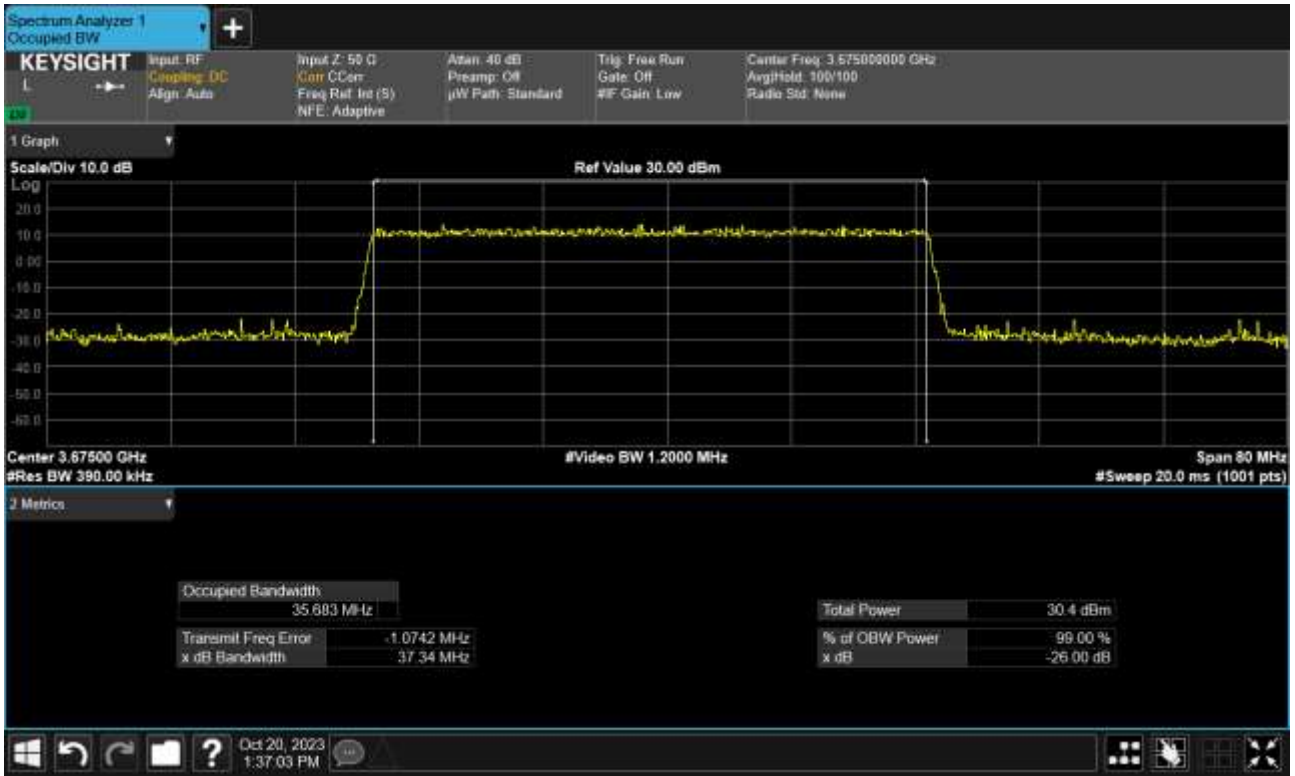 Spectrum Analyzer 1
Occupied BW
KEYSIGHT
L
Input: RF
Coupling: DC
Align: Auto
Input Z: 50 Ω
Corr CCorr
Freq Ref: Int (S)
NFE: Adaptive
Atten: 40 dB
Preamp: Off
µW Path: Standard
Trig: Free Run
Gate: Off
#IF Gain: Low
Center Freq: 3.675000000 GHz
Avg|Hold: 100/100
Radio Std: None
1 Graph
Scale/Div 10.0 dB
Ref Value 30.00 dBm
Log
20.0
10.0
0.00
-10.0
-20.0
-30.0
-40.0
-50.0
-60.0
Center 3.67500 GHz
#Video BW 1.2000 MHz
Span 80 MHz
#Res BW 390.00 kHz
#Sweep 20.0 ms (1001 pts)
2 Metrics
Occupied Bandwidth
35.683 MHz
Total Power 30.4 dBm
Transmit Freq Error -1.0742 MHz
% of OBW Power 99.00 %
x dB Bandwidth 37.34 MHz
x dB -26.00 dB
Oct 20, 2023
1:37:03 PM